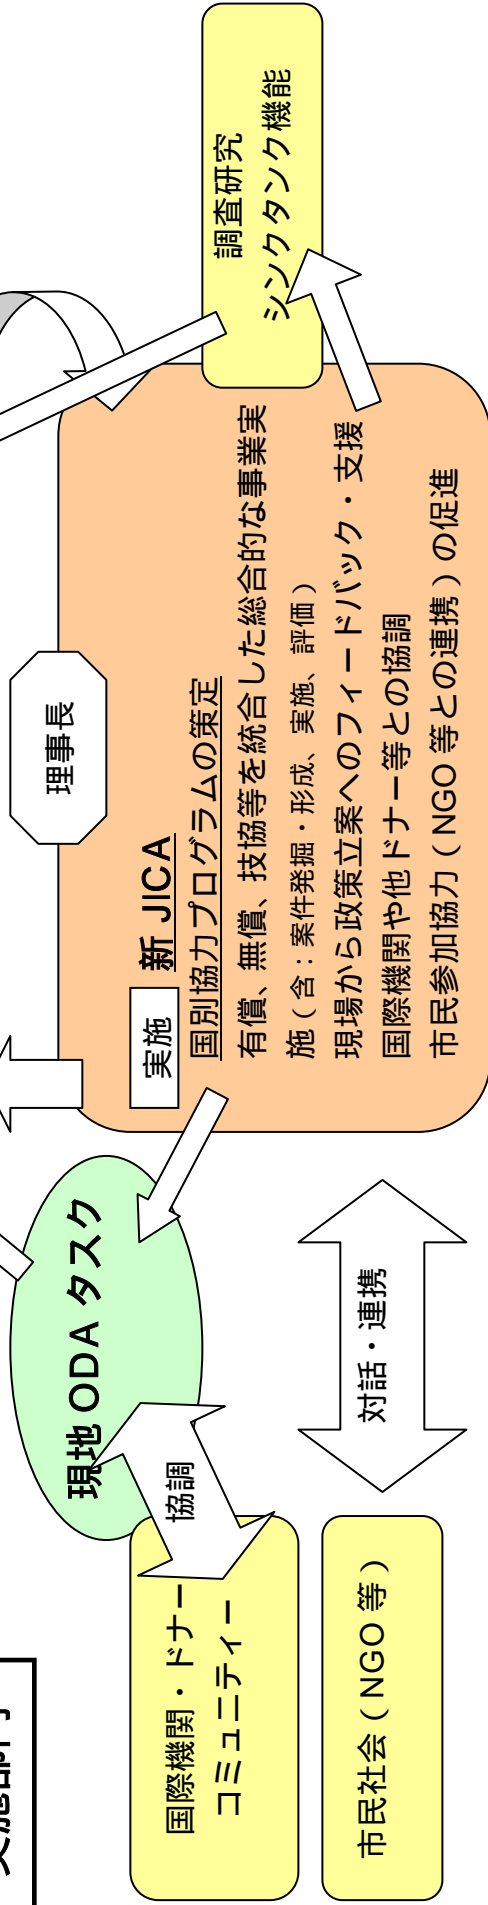 実施部門
理事長
現地 ODA タスク
実施
新 JICA
国別協力プログラムの策定
有償、無償、技協等を統合した総合的な事業実
施（含：案件発掘・形成、実施、評価）
現場から政策立案へのフィードバック・支援
国際機関や他ドナー等との協調
市民参加協力（NGO 等との連携）の促進
調査研究
シンクタンク機能
協調
国際機関・ドナー
コミュニティー
対話・連携
市民社会（NGO 等）